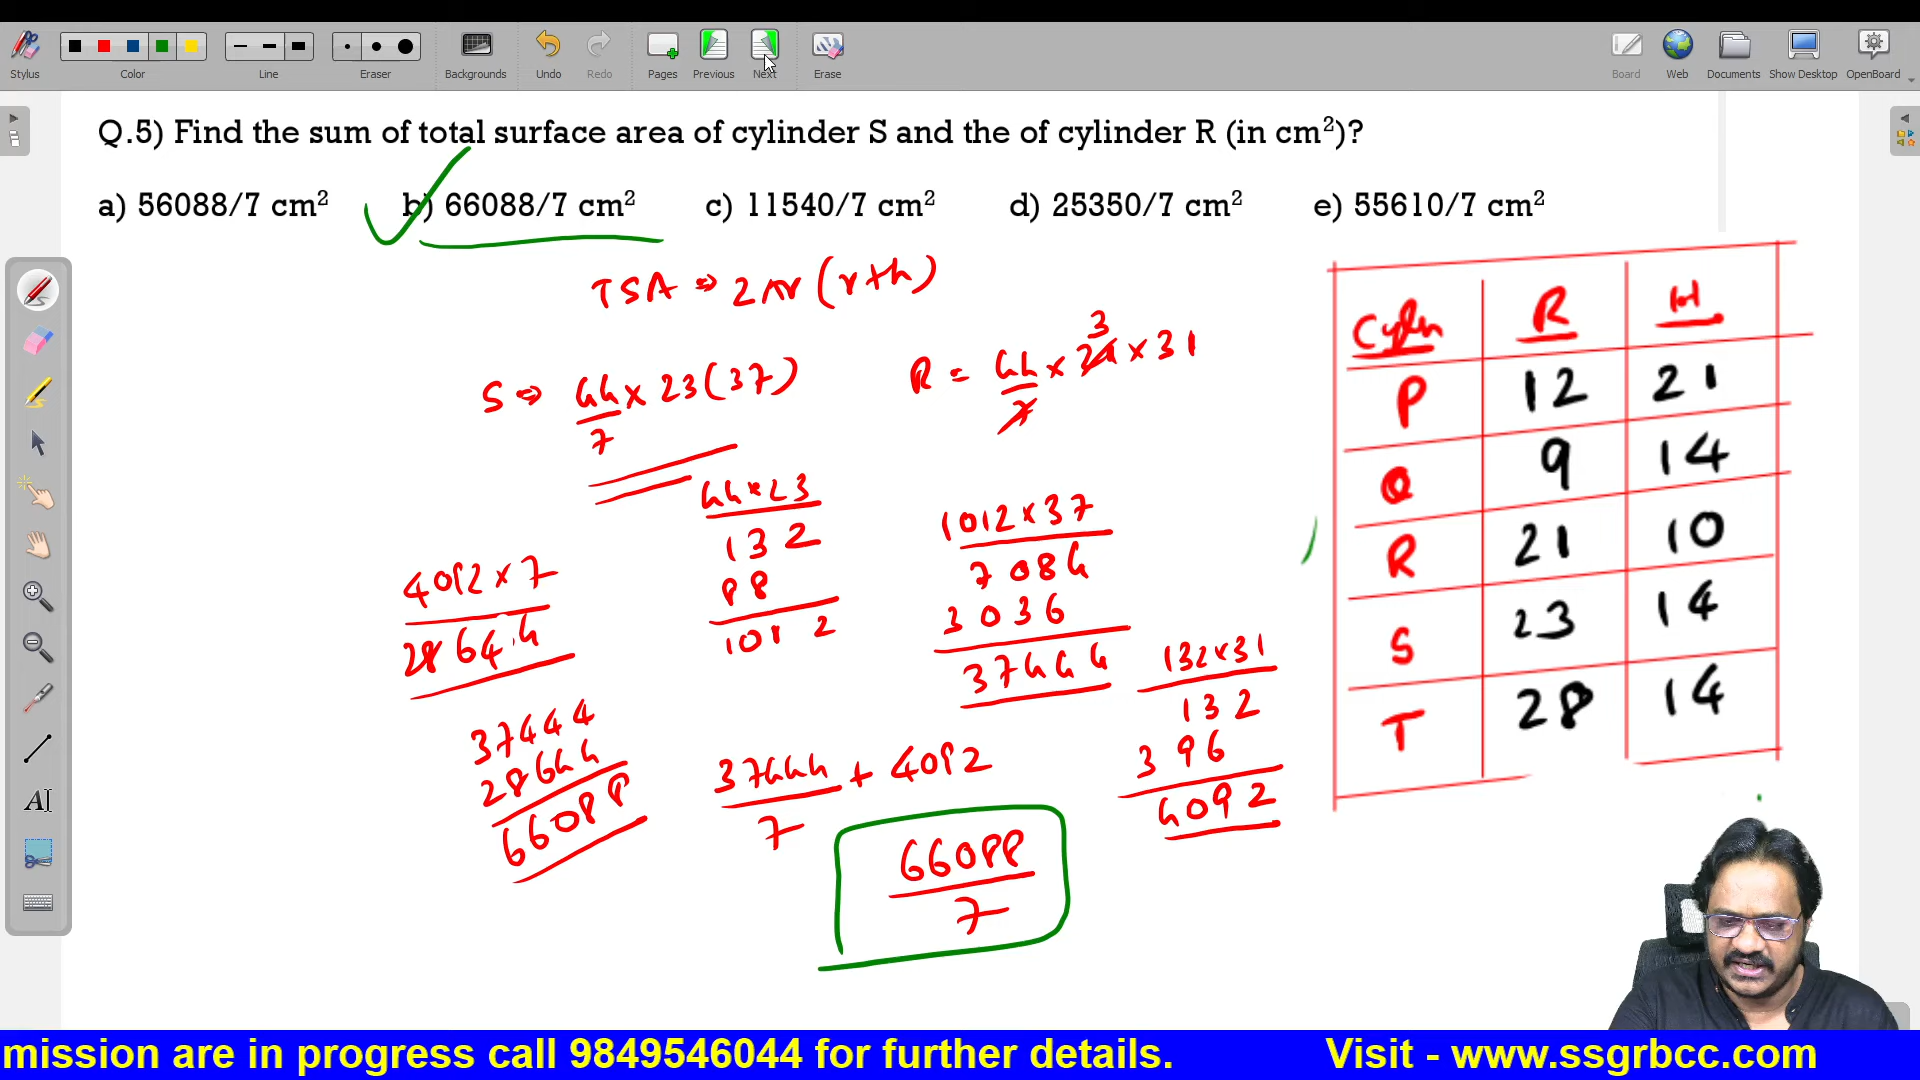 Stylus
Color
Line
Eraser
Backgrounds
Undo
Redo
Pages
Previous
Next
Erase
Board
Web
Documents
Show Desktop
OpenBoard
Q.5) Find the sum of total surface area of cylinder S and the of cylinder R (in cm²)?
a) 56088/7 cm² b) 66088/7 cm² c) 11540/7 cm² d) 25350/7 cm² e) 55610/7 cm²
TSA ⇒ 2πr (r+h)
S ⇒ 44/7 × 23 (37)
R = 44/7 × 21 × 31
3
44×23
132
88
1012
1012×37
7084
3036
37444
4092×7
28644
132×31
132
396
4092
37444
28644
66088
37444/7 + 4092
66088/7
Cylin R H
P 12 21
Q 9 14
R 21 10
S 23 14
T 28 14
AI
mission are in progress call 9849546044 for further details. Visit - www.ssgrbcc.com